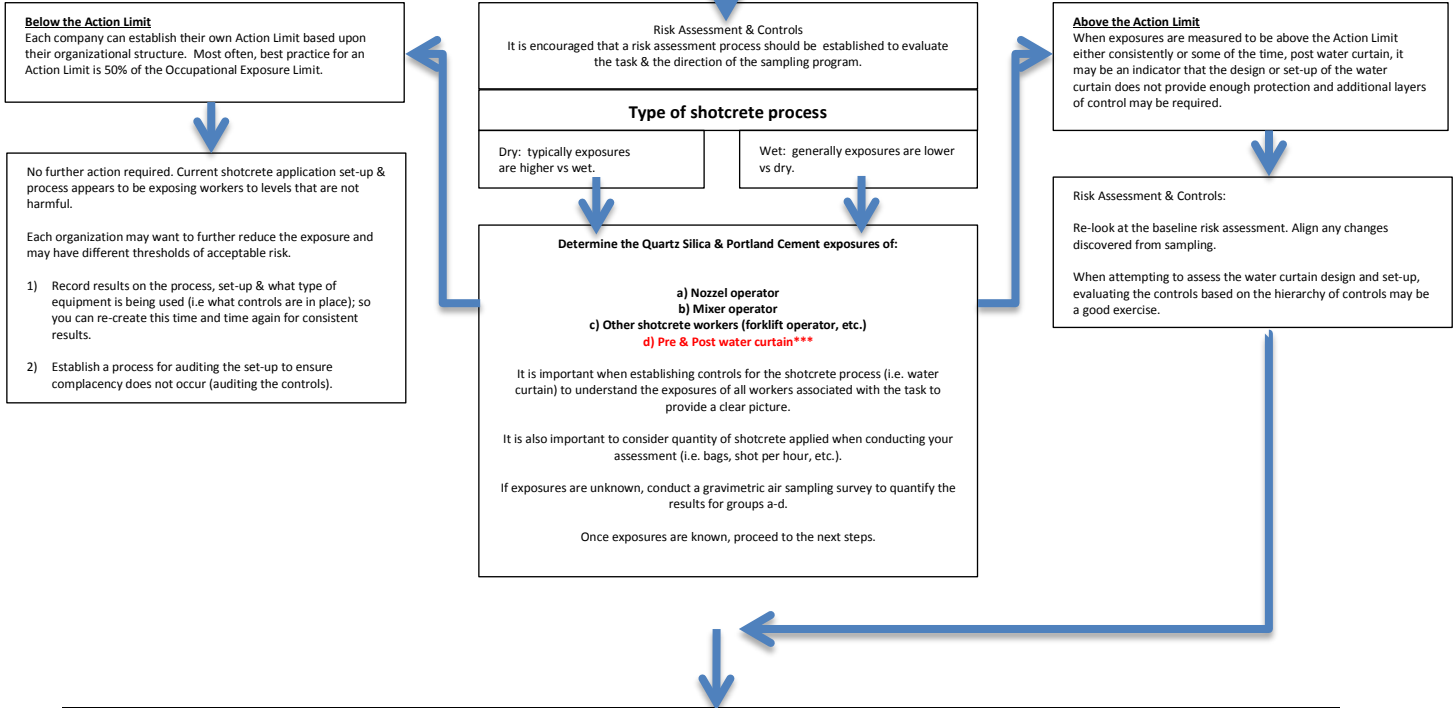 Below the Action Limit
Each company can establish their own Action Limit based upon
their organizational structure.  Most often, best practice for an
Action Limit is 50% of the Occupational Exposure Limit.
No further action required. Current shotcrete application set-up &
process appears to be exposing workers to levels that are not
harmful.
Each organization may want to further reduce the exposure and
may have different thresholds of acceptable risk.
1) Record results on the process, set-up & what type of
equipment is being used (i.e what controls are in place); so
you can re-create this time and time again for consistent
results.
2) Establish a process for auditing the set-up to ensure
complacency does not occur (auditing the controls).
Risk Assessment & Controls
It is encouraged that a risk assessment process should be  established to evaluate
the task & the direction of the sampling program.
Type of shotcrete process
Dry:  typically exposures
are higher vs wet.
Wet:  generally exposures are lower
vs dry.
Determine the Quartz Silica & Portland Cement exposures of:
a) Nozzel operator
b) Mixer operator
c) Other shotcrete workers (forklift operator, etc.)
d) Pre & Post water curtain***
It is important when establishing controls for the shotcrete process (i.e. water
curtain) to understand the exposures of all workers associated with the task to
provide a clear picture.
It is also important to consider quantity of shotcrete applied when conducting your
assessment (i.e. bags, shot per hour, etc.).
If exposures are unknown, conduct a gravimetric air sampling survey to quantify the
results for groups a-d.
Once exposures are known, proceed to the next steps.
Above the Action Limit
When exposures are measured to be above the Action Limit
either consistently or some of the time, post water curtain, it
may be an indicator that the design or set-up of the water
curtain does not provide enough protection and additional layers
of control may be required.
Risk Assessment & Controls:
Re-look at the baseline risk assessment. Align any changes
discovered from sampling.
When attempting to assess the water curtain design and set-up,
evaluating the controls based on the hierarchy of controls may be
a good exercise.